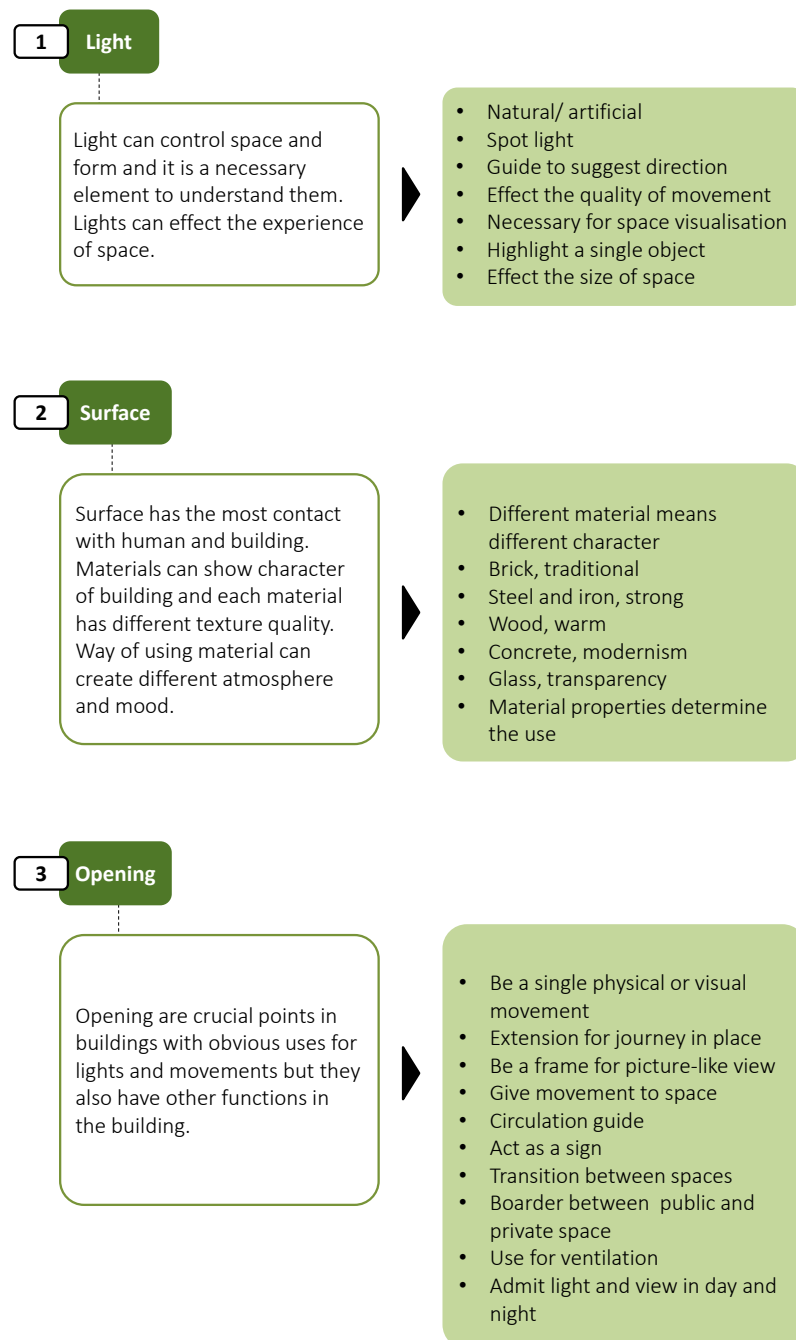 1
Light
Light can control space and
form and it is a necessary
element to understand them.
Lights can effect the experience
of space.
• Natural/ artificial
• Spot light
• Guide to suggest direction
• Effect the quality of movement
• Necessary for space visualisation
• Highlight a single object
• Effect the size of space
2
Surface
Surface has the most contact
with human and building.
Materials can show character
of building and each material
has different texture quality.
Way of using material can
create different atmosphere
and mood.
• Different material means
different character
• Brick, traditional
• Steel and iron, strong
• Wood, warm
• Concrete, modernism
• Glass, transparency
• Material properties determine
the use
3
Opening
Opening are crucial points in
buildings with obvious uses for
lights and movements but they
also have other functions in
the building.
• Be a single physical or visual
movement
• Extension for journey in place
• Be a frame for picture-like view
• Give movement to space
• Circulation guide
• Act as a sign
• Transition between spaces
• Boarder between  public and
private space
• Use for ventilation
• Admit light and view in day and
night